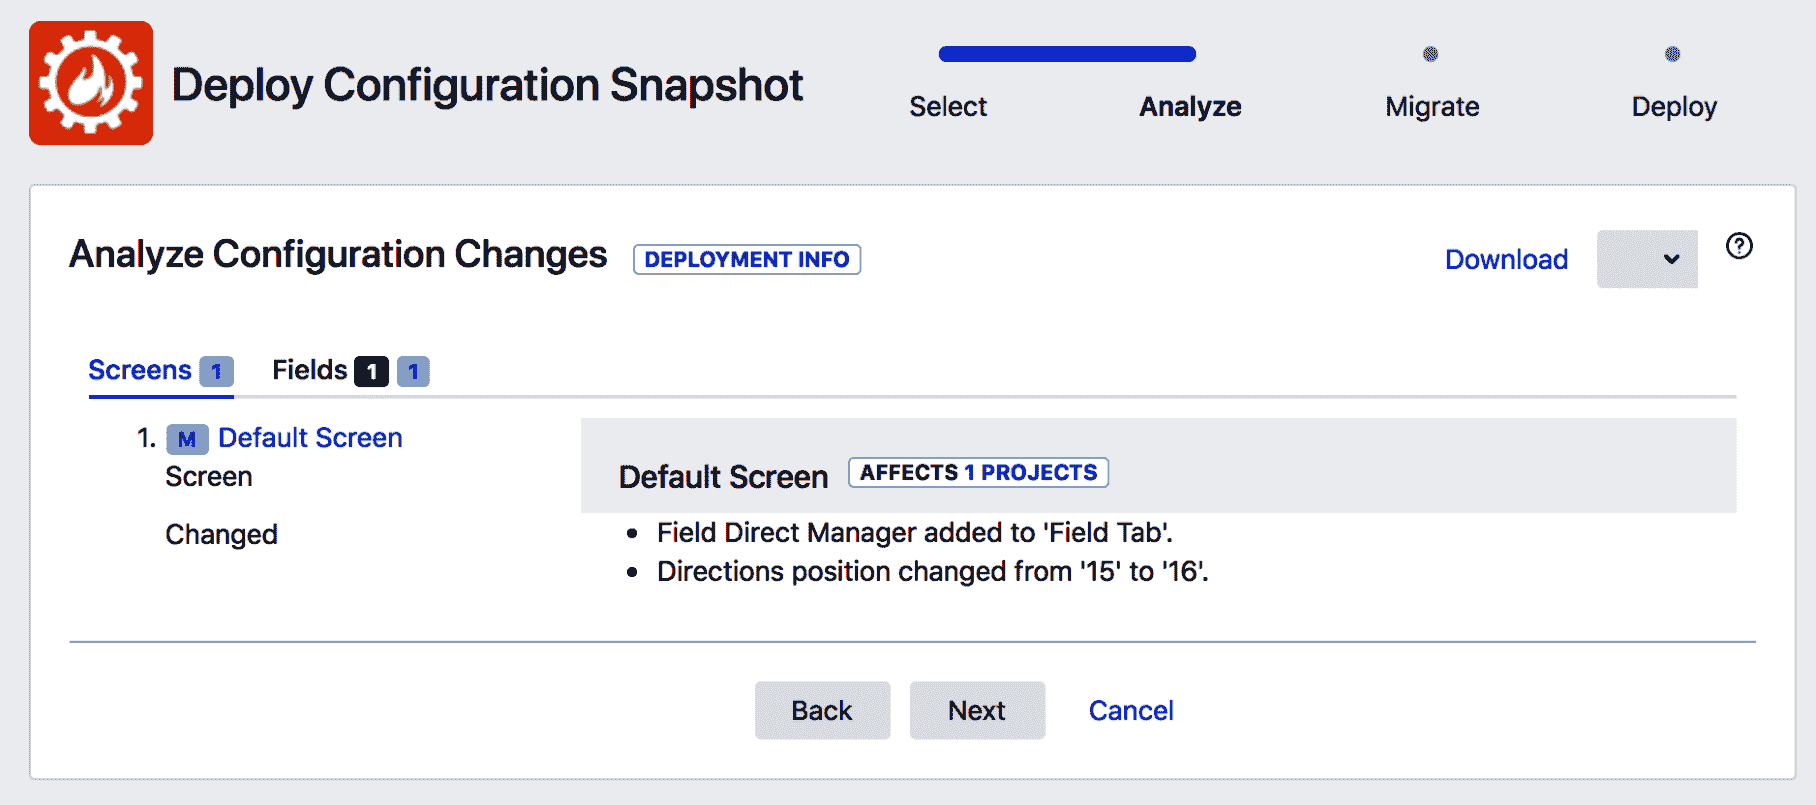 Deploy Configuration Snapshot
Select Analyze Migrate Deploy
Analyze Configuration Changes DEPLOYMENT INFO Download
Screens 1 Fields 1 1
1. M Default Screen
Screen
Changed
Default Screen AFFECTS 1 PROJECTS
• Field Direct Manager added to 'Field Tab'.
• Directions position changed from '15' to '16'.
Back Next Cancel